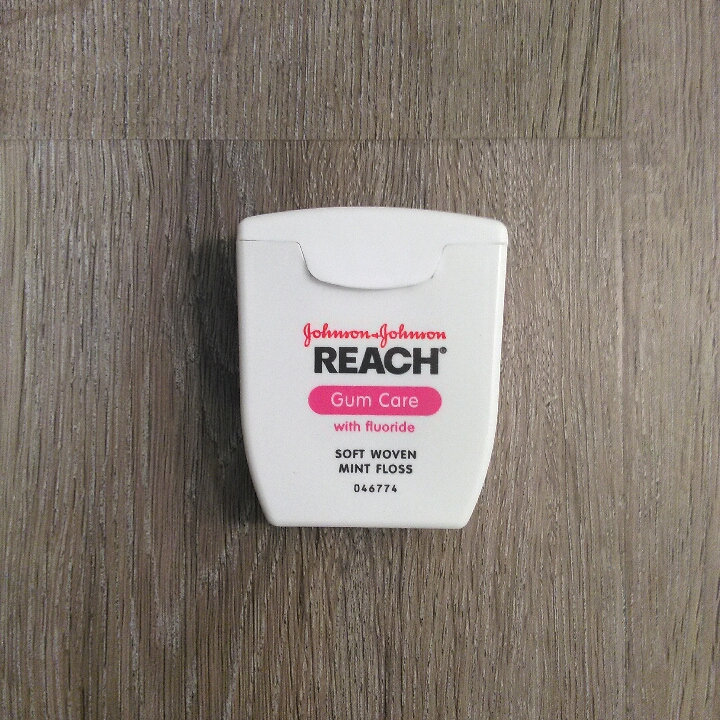 Johnson & Johnson
REACH®
Gum Care
with fluoride
SOFT WOVEN
MINT FLOSS
046774